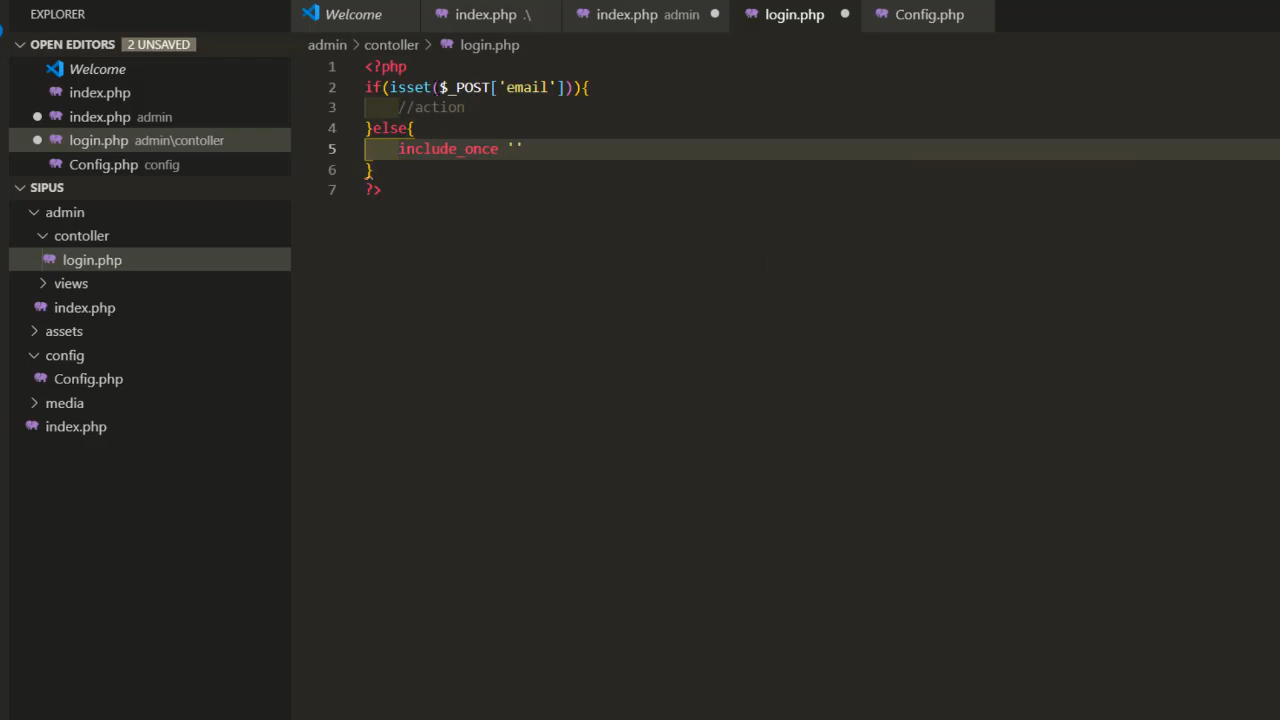 EXPLORER
OPEN EDITORS 2 UNSAVED
Welcome
index.php
index.php admin
login.php admin\contoller
Config.php config
SIPUS
admin
contoller
login.php
views
index.php
assets
config
Config.php
media
index.php
Welcome index.php .\ index.php admin login.php Config.php
admin > contoller > login.php
1 <?php
2 if(isset($_POST['email'])){
3 //action
4 }else{
5 include_once ''
6 }
7 ?>